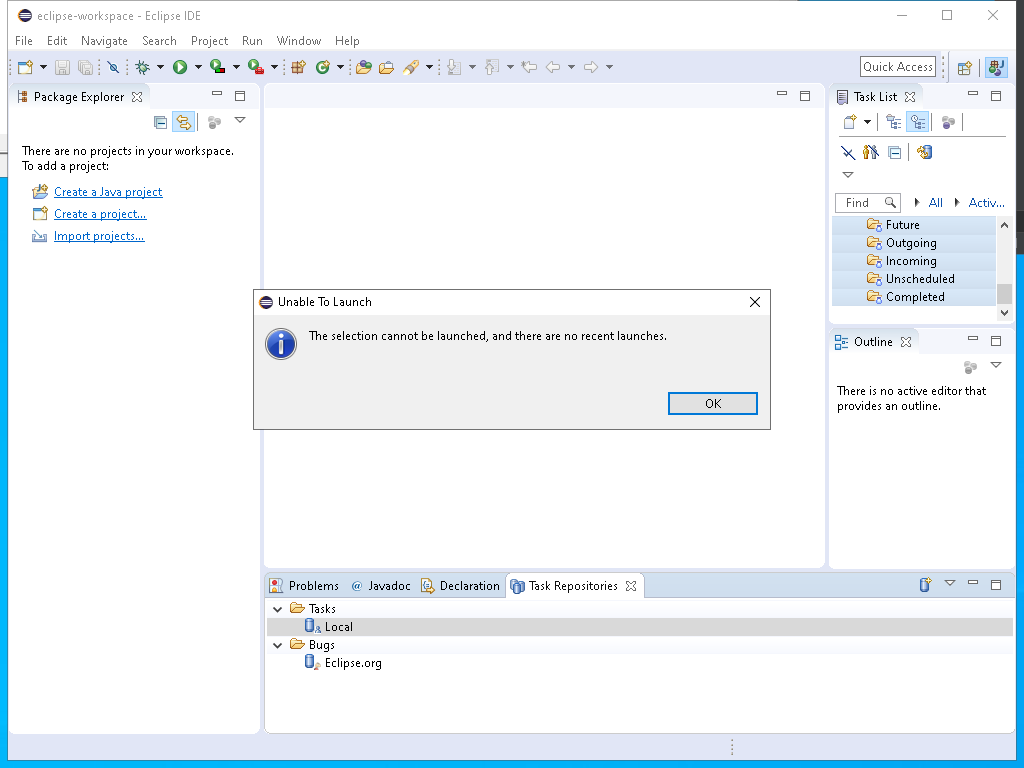 eclipse-workspace - Eclipse IDE
File Edit Navigate Search Project Run Window Help
Quick Access
Package Explorer
There are no projects in your workspace.
To add a project:
Create a Java project
Create a project...
Import projects...
Task List
Find All Activ...
Future
Outgoing
Incoming
Unscheduled
Completed
Unable To Launch
The selection cannot be launched, and there are no recent launches.
OK
Outline
There is no active editor that
provides an outline.
Problems @ Javadoc Declaration Task Repositories
Tasks
Local
Bugs
Eclipse.org